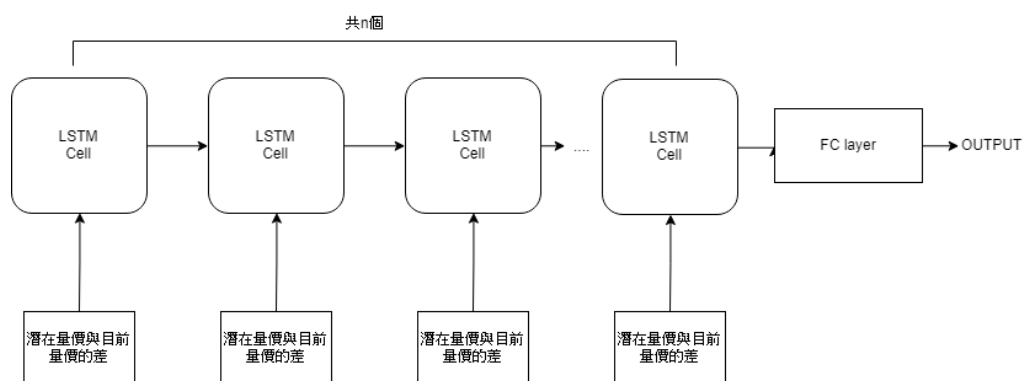 共n個
LSTM
Cell
LSTM
Cell
LSTM
Cell
....
LSTM
Cell
FC layer
OUTPUT
潛在量價與目前
量價的差
潛在量價與目前
量價的差
潛在量價與目前
量價的差
潛在量價與目前
量價的差